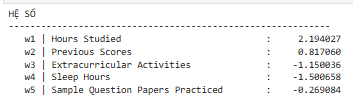 HỆ SỐ
------------------------------------------------------------
w1 | Hours Studied : 2.194027
w2 | Previous Scores : 0.817060
w3 | Extracurricular Activities : -1.150036
w4 | Sleep Hours : -1.500658
w5 | Sample Question Papers Practiced : -0.269084